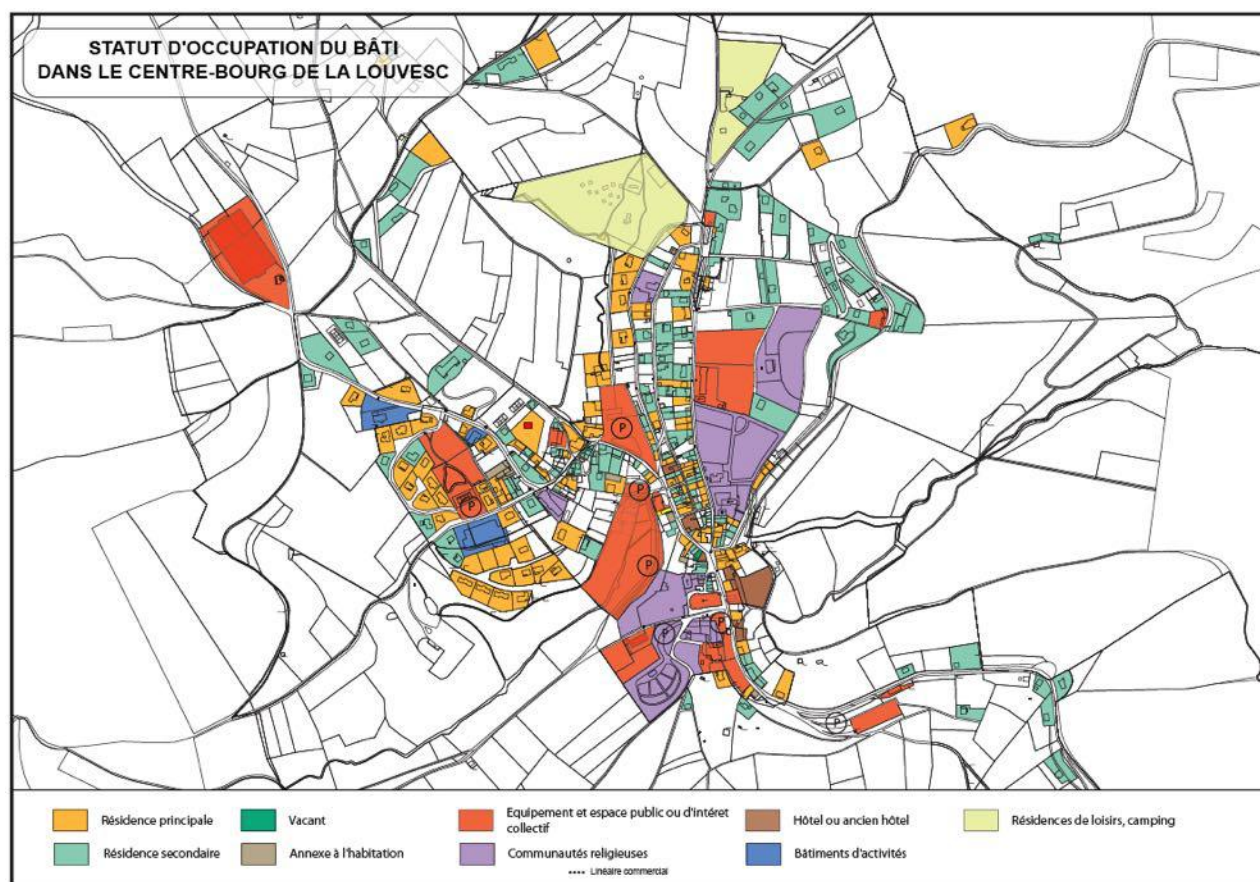 STATUT D'OCCUPATION DU BÂTI
DANS LE CENTRE-BOURG DE LA LOUVESC
P
P
P
P
P
P
P
Résidence principale
Vacant
Equipement et espace public ou d'intéret
collectif
Hôtel ou ancien hôtel
Résidences de loisirs, camping
Résidence secondaire
Annexe à l'habitation
Communautés religieuses
Bâtiments d'activités
Linéaire commercial